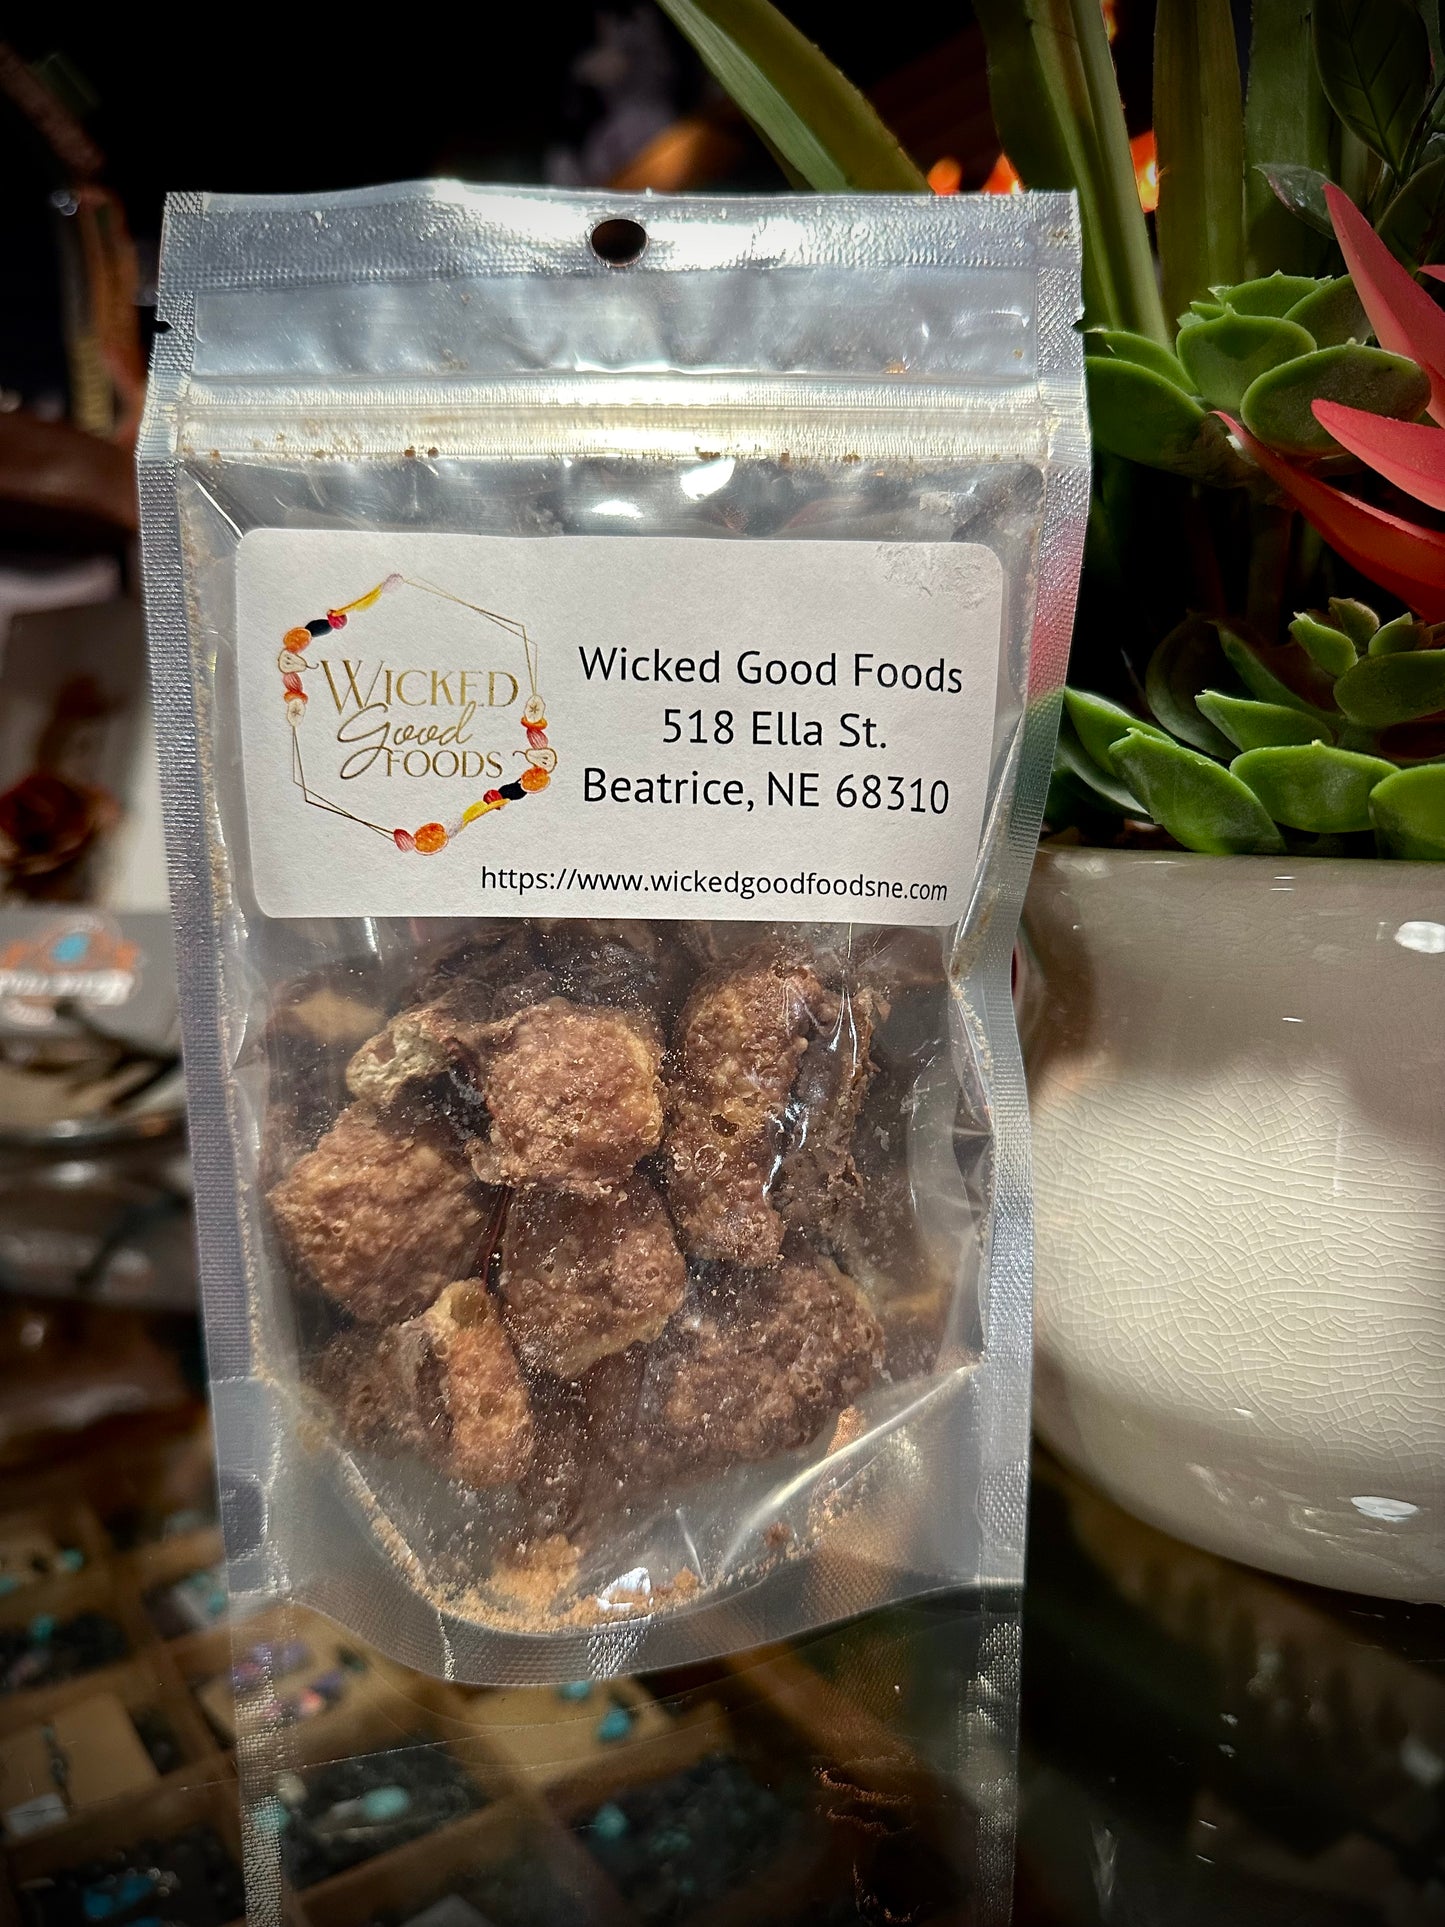 WICKED
Good
FOODS
Wicked Good Foods
518 Ella St.
Beatrice, NE 68310
https://www.wickedgoodfoodsne.com